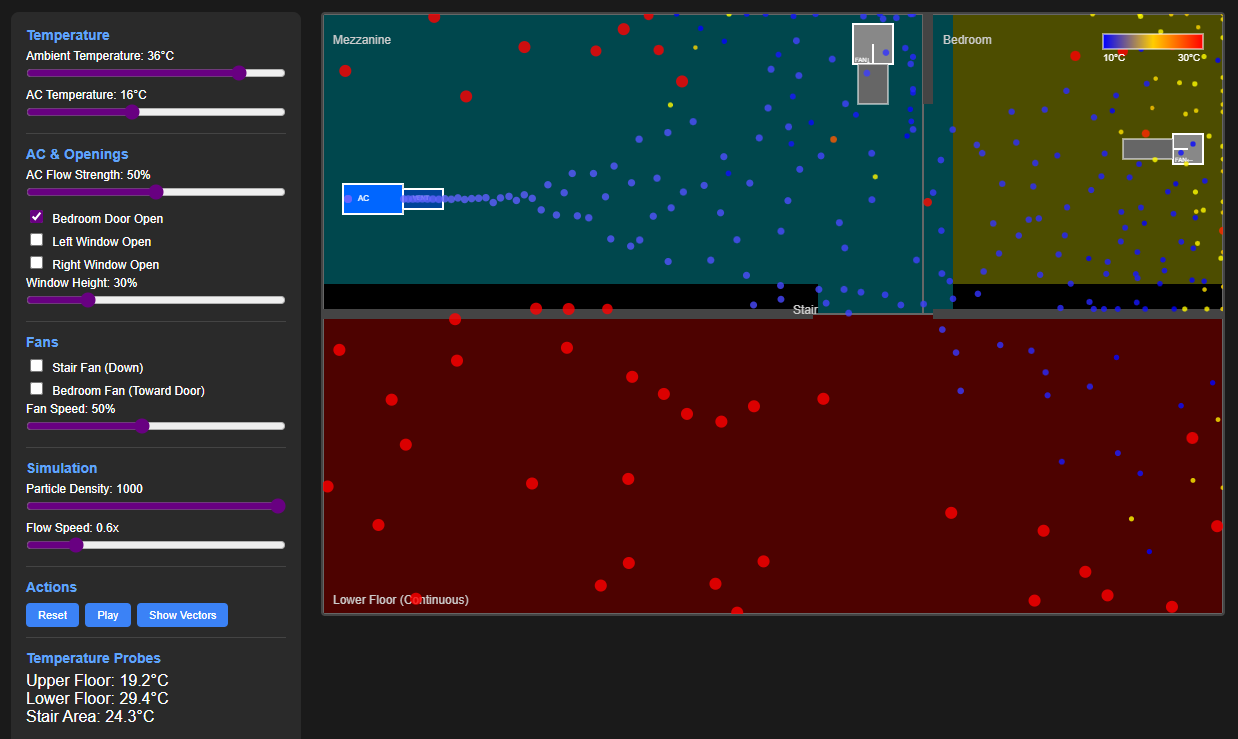 Temperature
Ambient Temperature: 36°C
AC Temperature: 16°C
AC & Openings
AC Flow Strength: 50%
Bedroom Door Open
Left Window Open
Right Window Open
Window Height: 30%
Fans
Stair Fan (Down)
Bedroom Fan (Toward Door)
Fan Speed: 50%
Simulation
Particle Density: 1000
Flow Speed: 0.6x
Actions
Reset Play Show Vectors
Temperature Probes
Upper Floor: 19.2°C
Lower Floor: 29.4°C
Stair Area: 24.3°C
Mezzanine
Bedroom
10°C 30°C
FAN↓
FAN←
AC
VENT
Stair
Lower Floor (Continuous)